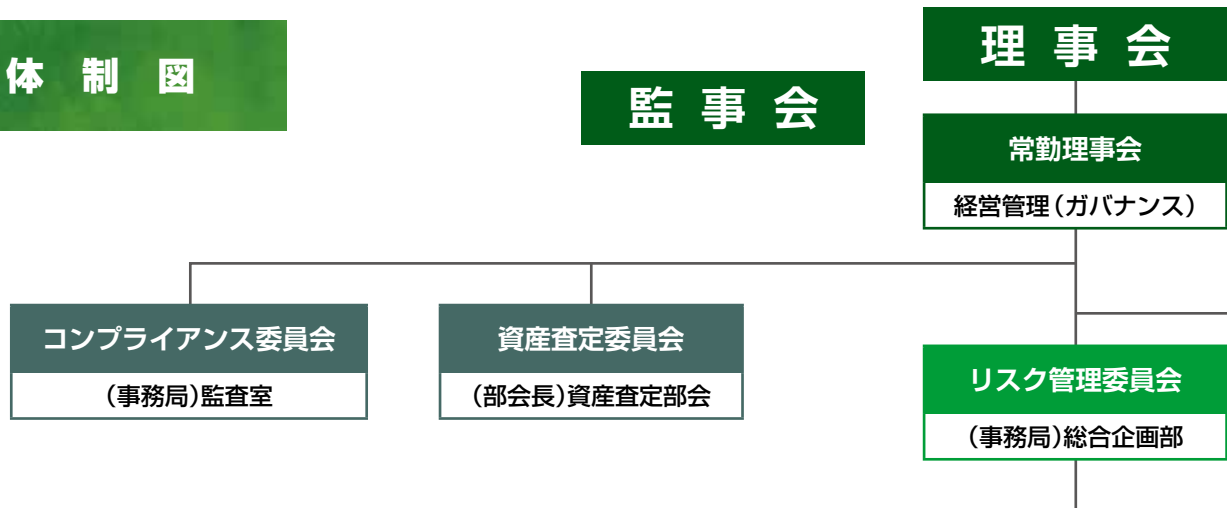 体制図
理事会
監事会
常勤理事会
経営管理（ガバナンス）
コンプライアンス委員会
（事務局）監査室
資産査定委員会
（部会長）資産査定部会
リスク管理委員会
（事務局）総合企画部